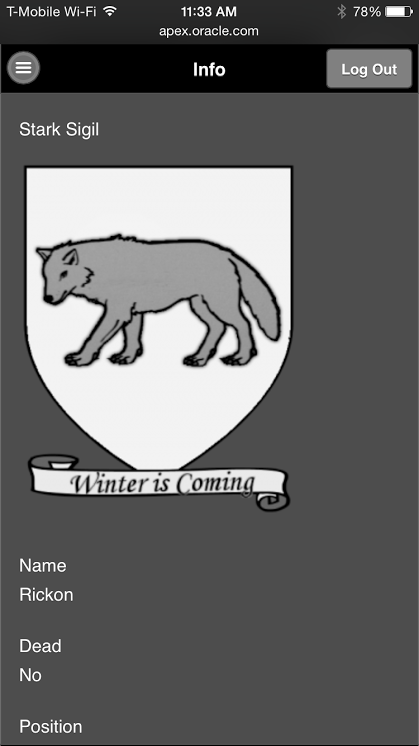 T-Mobile Wi-Fi 11:33 AM 78%
apex.oracle.com
Info Log Out
Stark Sigil
Winter is Coming
Name
Rickon
Dead
No
Position